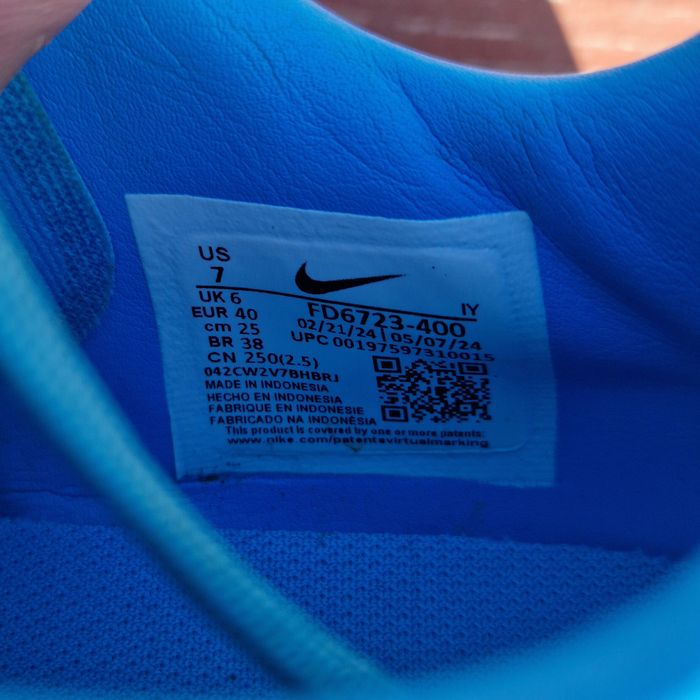 US
7
UK 6
EUR 40
cm 25
BR 38
CN 250(2.5)
IY
FD6723-400
02/21/24 | 05/07/24
UPC 00197597310015
042CW2V7BHBRJ
MADE IN INDONESIA
HECHO EN INDONESIA
FABRIQUE EN INDONESIE
FABRICADO NA INDONÉSIA
This product is covered by one or more patents:
www.nike.com/patentsvirtualmarking